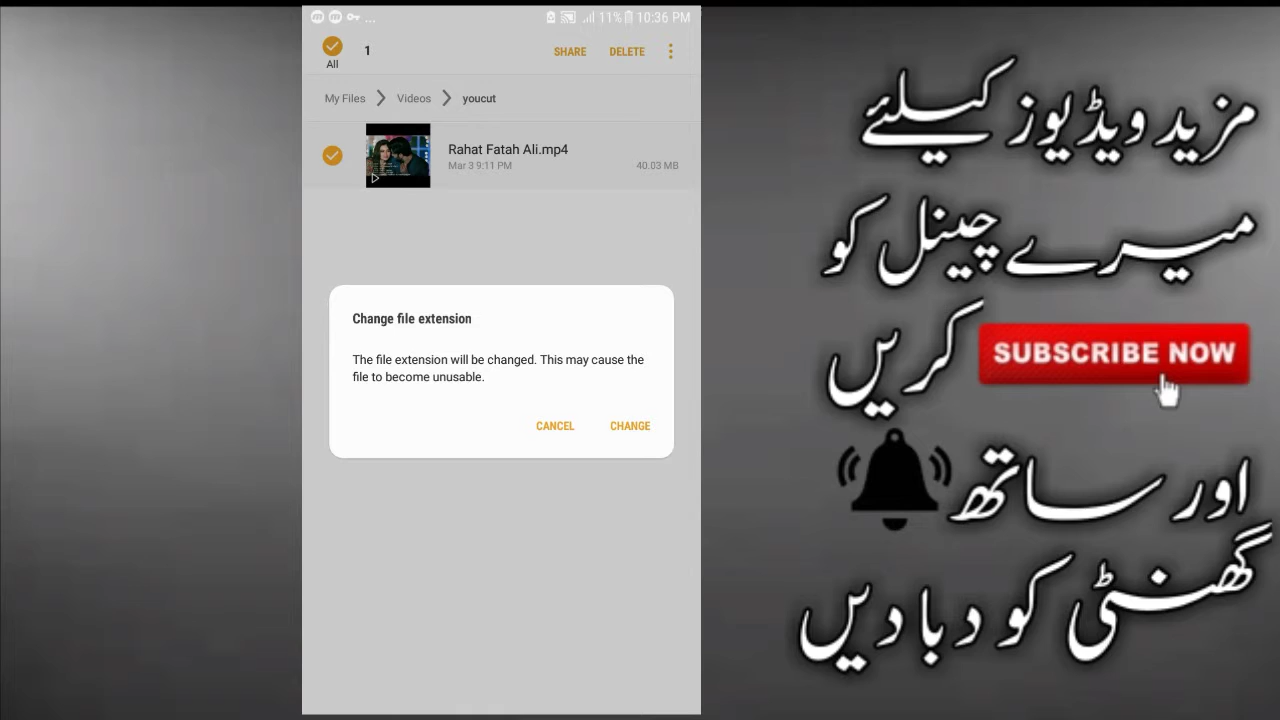 ... 11% 10:36 PM
All 1 SHARE DELETE
My Files > Videos > youcut
Rahat Fatah Ali.mp4
Mar 3 9:11 PM 40.03 MB
Change file extension
The file extension will be changed. This may cause the
file to become unusable.
CANCEL CHANGE
مزید ویڈیوز کیلئے
میرے چینل کو
SUBSCRIBE NOW کریں
اور ساتھ
گھنٹی کو دبا دیں